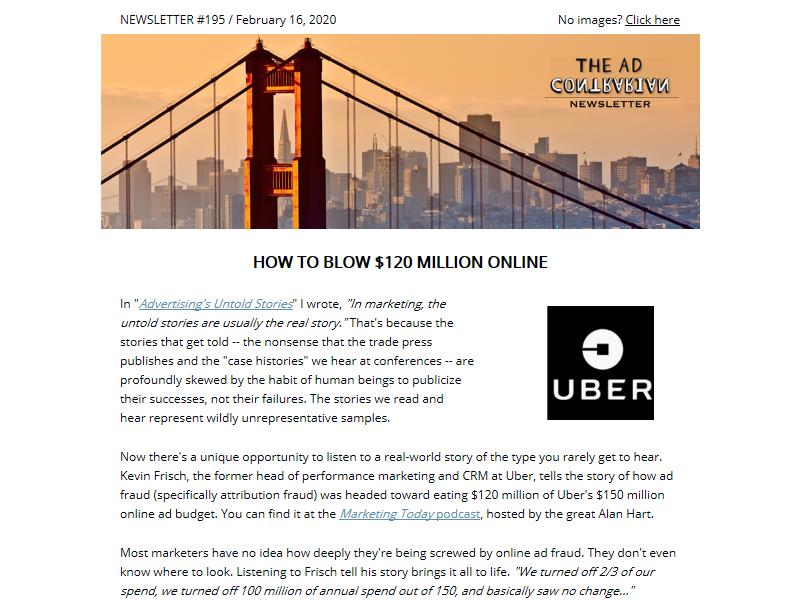 NEWSLETTER #195 / February 16, 2020
No images? Click here
THE AD
CONTRARIAN
NEWSLETTER
HOW TO BLOW $120 MILLION ONLINE
In "Advertising's Untold Stories" I wrote, "In marketing, the
untold stories are usually the real story." That's because the
stories that get told -- the nonsense that the trade press
publishes and the "case histories" we hear at conferences -- are
profoundly skewed by the habit of human beings to publicize
their successes, not their failures. The stories we read and
hear represent wildly unrepresentative samples.
UBER
Now there's a unique opportunity to listen to a real-world story of the type you rarely get to hear.
Kevin Frisch, the former head of performance marketing and CRM at Uber, tells the story of how ad
fraud (specifically attribution fraud) was headed toward eating $120 million of Uber's $150 million
online ad budget. You can find it at the Marketing Today podcast, hosted by the great Alan Hart.
Most marketers have no idea how deeply they're being screwed by online ad fraud. They don't even
know where to look. Listening to Frisch tell his story brings it all to life. "We turned off 2/3 of our
spend, we turned off 100 million of annual spend out of 150, and basically saw no change..."